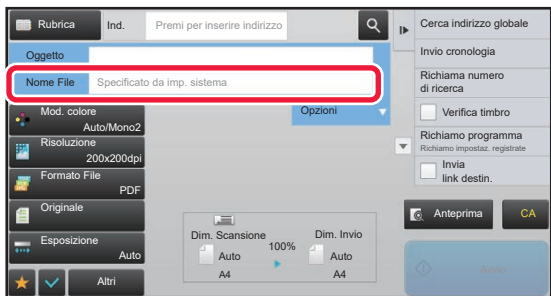 Rubrica
Ind.
Premi per inserire indirizzo
Oggetto
Nome File
Specificato da imp. sistema
Mod. colore
Auto/Mono2
Risoluzione
200x200dpi
Formato File
PDF
Originale
Esposizione
Auto
Altri
Opzioni
Dim. Scansione
100%
Dim. Invio
Auto
Auto
A4
A4
Cerca indirizzo globale
Invio cronologia
Richiama numero
di ricerca
Verifica timbro
Richiamo programma
Richiamo impostaz. registrate
Invia
link destin.
Anteprima
CA
Avvio